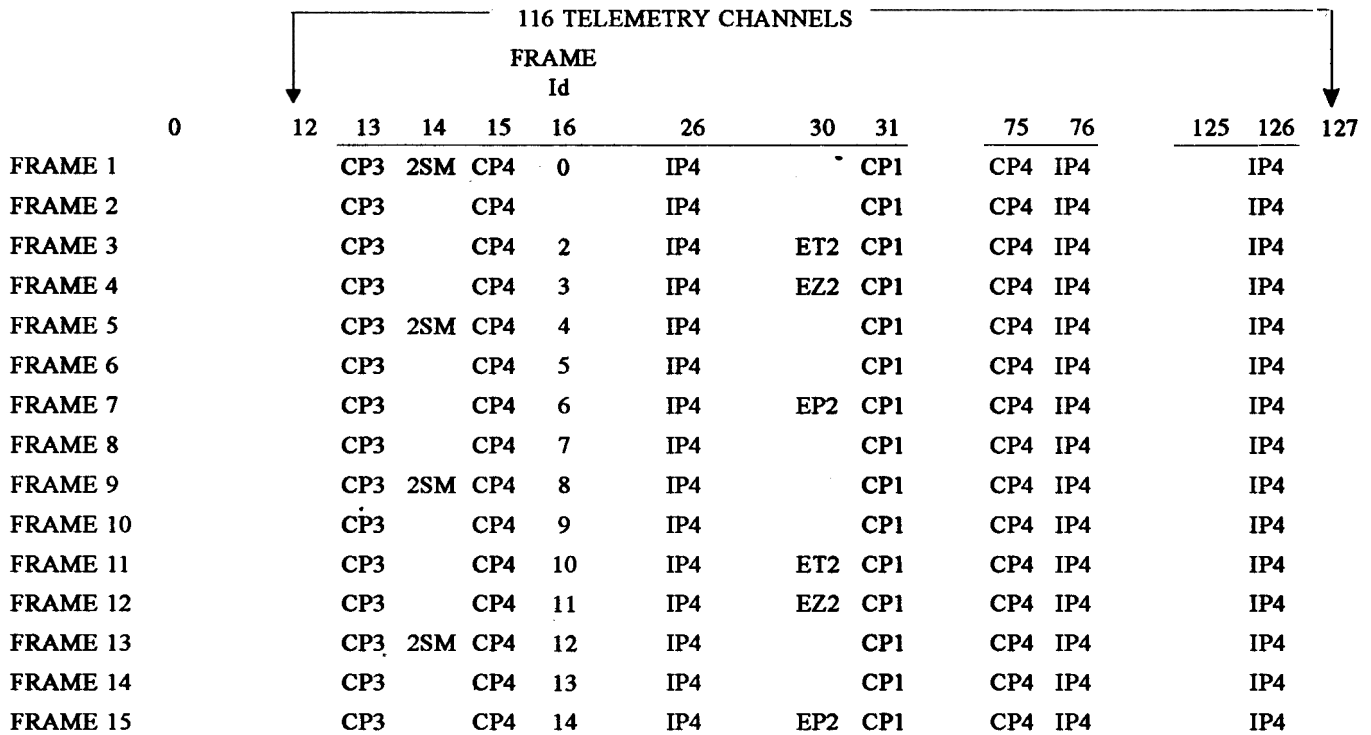 116 TELEMETRY CHANNELS
FRAME
Id
0 12 13 14 15 16 26 30 31 75 76 125 126 127
FRAME 1 CP3 2SM CP4 0 IP4 CP1 CP4 IP4 IP4
FRAME 2 CP3 CP4 IP4 CP1 CP4 IP4 IP4
FRAME 3 CP3 CP4 2 IP4 ET2 CP1 CP4 IP4 IP4
FRAME 4 CP3 CP4 3 IP4 EZ2 CP1 CP4 IP4 IP4
FRAME 5 CP3 2SM CP4 4 IP4 CP1 CP4 IP4 IP4
FRAME 6 CP3 CP4 5 IP4 CP1 CP4 IP4 IP4
FRAME 7 CP3 CP4 6 IP4 EP2 CP1 CP4 IP4 IP4
FRAME 8 CP3 CP4 7 IP4 CP1 CP4 IP4 IP4
FRAME 9 CP3 2SM CP4 8 IP4 CP1 CP4 IP4 IP4
FRAME 10 CP3 CP4 9 IP4 CP1 CP4 IP4 IP4
FRAME 11 CP3 CP4 10 IP4 ET2 CP1 CP4 IP4 IP4
FRAME 12 CP3 CP4 11 IP4 EZ2 CP1 CP4 IP4 IP4
FRAME 13 CP3 2SM CP4 12 IP4 CP1 CP4 IP4 IP4
FRAME 14 CP3 CP4 13 IP4 CP1 CP4 IP4 IP4
FRAME 15 CP3 CP4 14 IP4 EP2 CP1 CP4 IP4 IP4